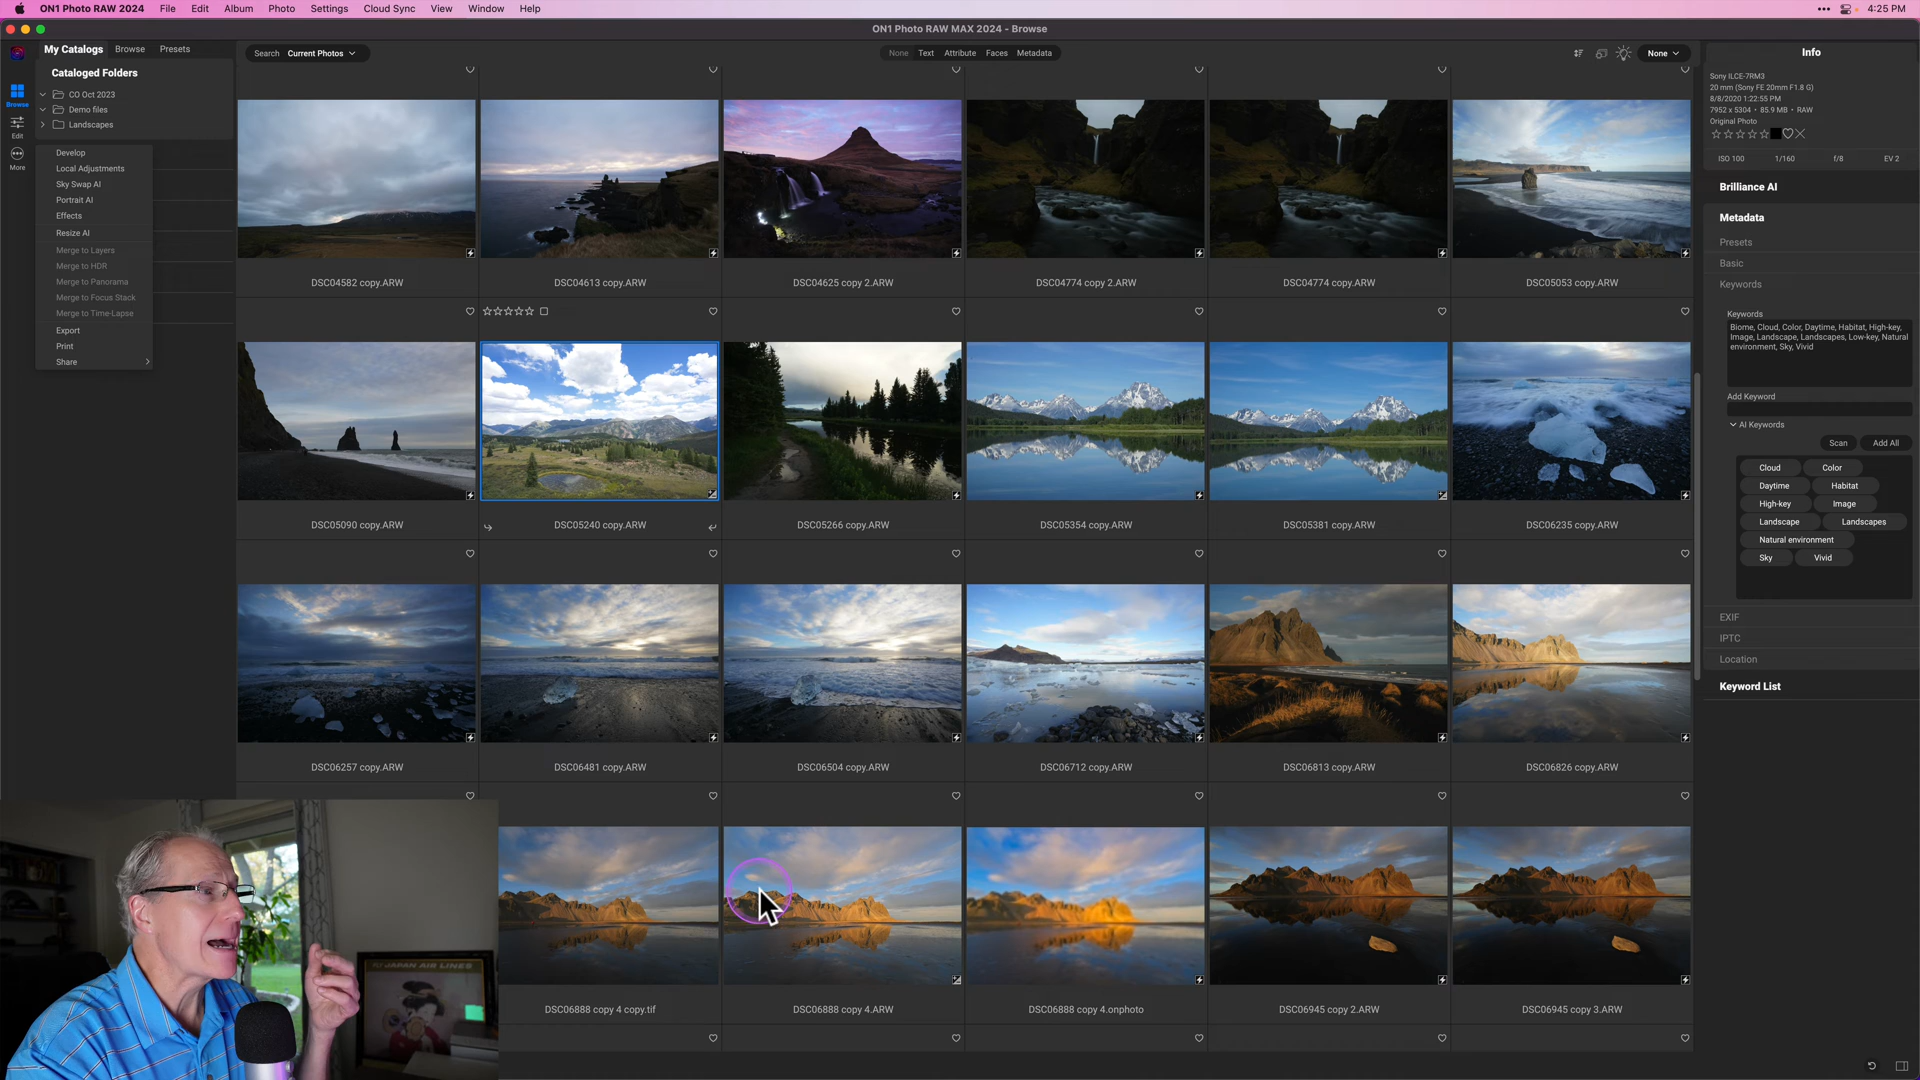 ON1 Photo RAW MAX 2024 File Edit Album Photo Settings Cloud Sync View Window Help 4:25 PM
ON1 Photo RAW MAX 2024 - Browse
My Catalogs Browse Presets
Search Current Photos
None Text Attribute Faces Metadata
None
Info
Cataloged Folders
CO Oct 2023
Demo files
Landscapes
Browse
Edit
More
Develop
Local Adjustments
Sky Swap AI
Portrait AI
Effects
Resize AI
Merge to Layers
Merge to HDR
Merge to Panorama
Merge to Focus Stack
Merge to Time-Lapse
Export
Print
Share
DSC04582 copy.ARW
DSC04613 copy.ARW
DSC04625 copy 2.ARW
DSC04774 copy 2.ARW
DSC04774 copy.ARW
DSC05053 copy.ARW
DSC05090 copy.ARW
DSC05240 copy.ARW
DSC05266 copy.ARW
DSC05354 copy.ARW
DSC05381 copy.ARW
DSC06235 copy.ARW
DSC06257 copy.ARW
DSC06481 copy.ARW
DSC06504 copy.ARW
DSC06712 copy.ARW
DSC06813 copy.ARW
DSC06826 copy.ARW
DSC06888 copy 4 copy.tif
DSC06888 copy 4.ARW
DSC06888 copy 4.onphoto
DSC06945 copy 2.ARW
DSC06945 copy 3.ARW
Sony ILCE-7RM3
20 mm (Sony FE 20mm F1.8 G)
8/8/2020 1:22:55 PM
7952 x 5304 • 85.9 MB • RAW
Original Photo
ISO 100 1/160 f/8 EV 2
Brilliance AI
Metadata
Presets
Basic
Keywords
Keywords
Biome, Cloud, Color, Daytime, Habitat, High-key,
Image, Landscape, Landscapes, Low-key, Natural
environment, Sky, Vivid
Add Keyword
AI Keywords
Scan Add All
Cloud Color
Daytime Habitat
High-key Image
Landscape Landscapes
Natural environment
Sky Vivid
EXIF
IPTC
Location
Keyword List
JAPAN AIR LINES